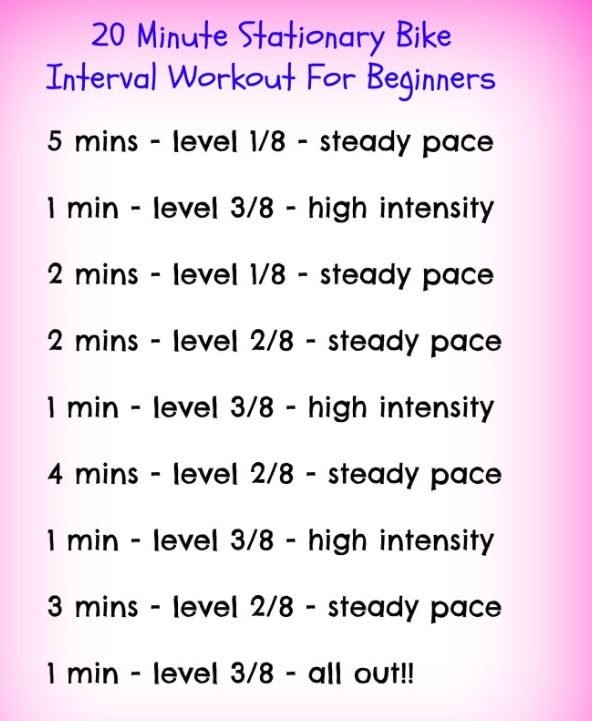 20 Minute Stationary Bike
Interval Workout For Beginners
5 mins - level 1/8 - steady pace
1 min - level 3/8 - high intensity
2 mins - level 1/8 - steady pace
2 mins - level 2/8 - steady pace
1 min - level 3/8 - high intensity
4 mins - level 2/8 - steady pace
1 min - level 3/8 - high intensity
3 mins - level 2/8 - steady pace
1 min - level 3/8 - all out!!